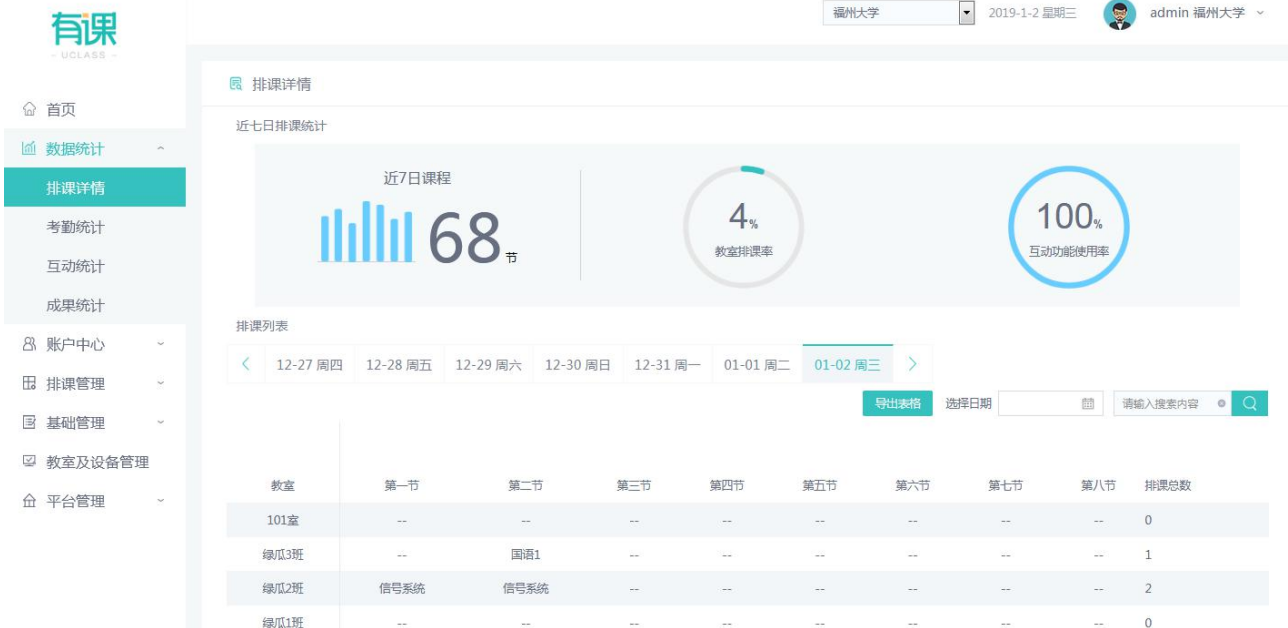 有课
- UCLASS -
福州大学
2019-1-2 星期三
admin 福州大学
首页
数据统计
排课详情
考勤统计
互动统计
成果统计
账户中心
排课管理
基础管理
教室及设备管理
平台管理
排课详情
近七日排课统计
近7日课程
68 节
4%
教室排课率
100%
互动功能使用率
排课列表
12-27 周四 12-28 周五 12-29 周六 12-30 周日 12-31 周一 01-01 周二 01-02 周三
导出表格 选择日期 请输入搜索内容
教室 第一节 第二节 第三节 第四节 第五节 第六节 第七节 第八节 排课总数
101室 -- -- -- -- -- -- -- -- 0
绿瓜3班 -- 国语1 -- -- -- -- -- -- 1
绿瓜2班 信号系统 信号系统 -- -- -- -- -- -- 2
绿瓜1班 -- -- -- -- -- -- -- -- 0